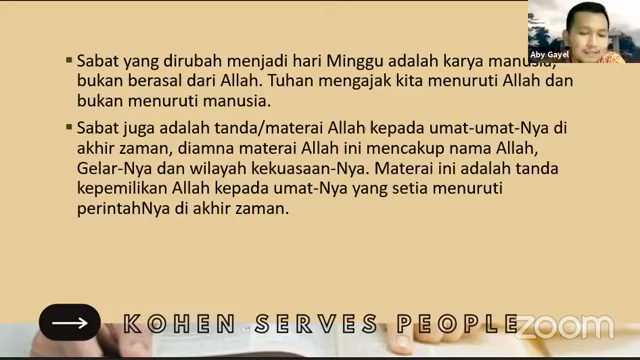 Aby Gayel
Sabat yang dirubah menjadi hari Minggu adalah karya manusia,
bukan berasal dari Allah. Tuhan mengajak kita menuruti Allah dan
bukan menuruti manusia.
Sabat juga adalah tanda/materai Allah kepada umat-umat-Nya di
akhir zaman, diamna materai Allah ini mencakup nama Allah,
Gelar-Nya dan wilayah kekuasaan-Nya. Materai ini adalah tanda
kepemilikan Allah kepada umat-Nya yang setia menuruti
perintahNya di akhir zaman.
KOHEN SERVES PEOPLE
zoom